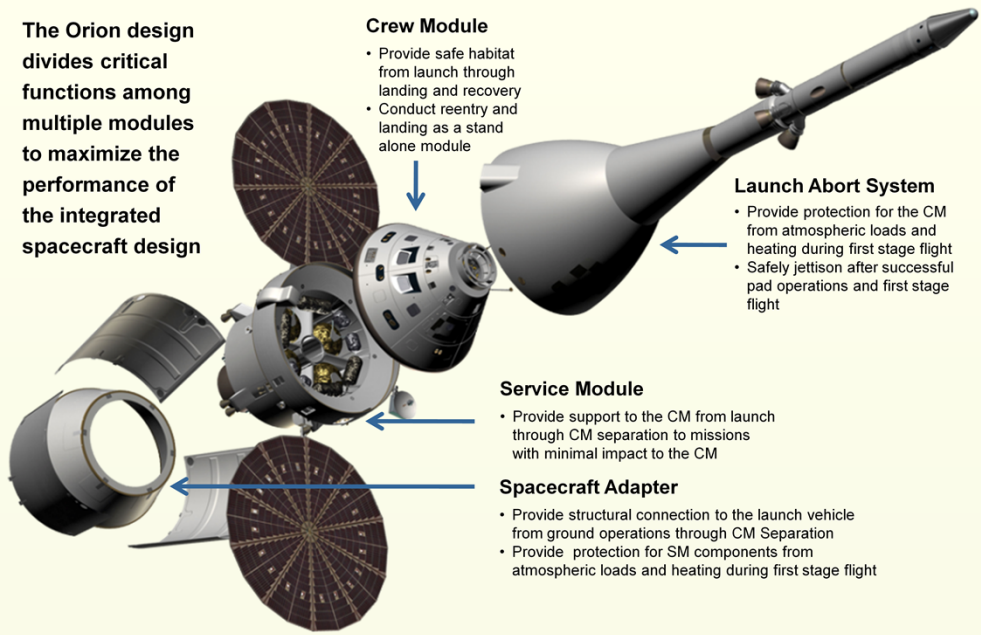 The Orion design
divides critical
functions among
multiple modules
to maximize the
performance of
the integrated
spacecraft design
Crew Module
• Provide safe habitat
from launch through
landing and recovery
• Conduct reentry and
landing as a stand
alone module
Launch Abort System
• Provide protection for the CM
from atmospheric loads and
heating during first stage flight
• Safely jettison after successful
pad operations and first stage
flight
Service Module
• Provide support to the CM from launch
through CM separation to missions
with minimal impact to the CM
Spacecraft Adapter
• Provide structural connection to the launch vehicle
from ground operations through CM Separation
• Provide protection for SM components from
atmospheric loads and heating during first stage flight